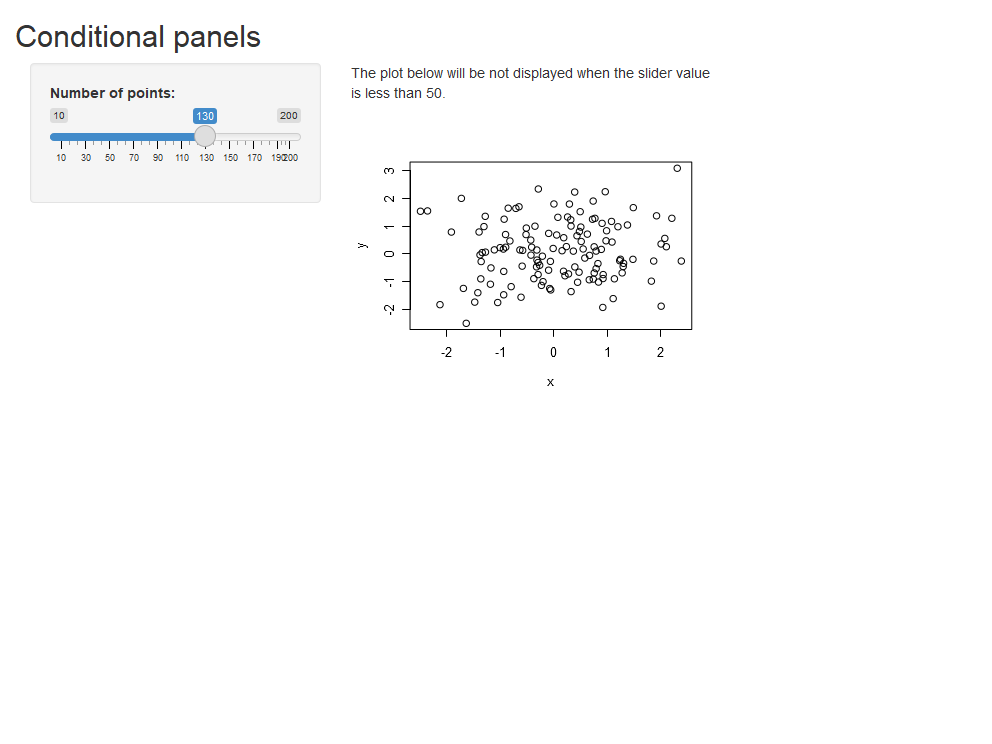 Conditional panels
Number of points:
10 130 200
10 30 50 70 90 110 130 150 170 190200
The plot below will be not displayed when the slider value
is less than 50.
3
2
1
0
-1
-2
y
-2 -1 0 1 2
x